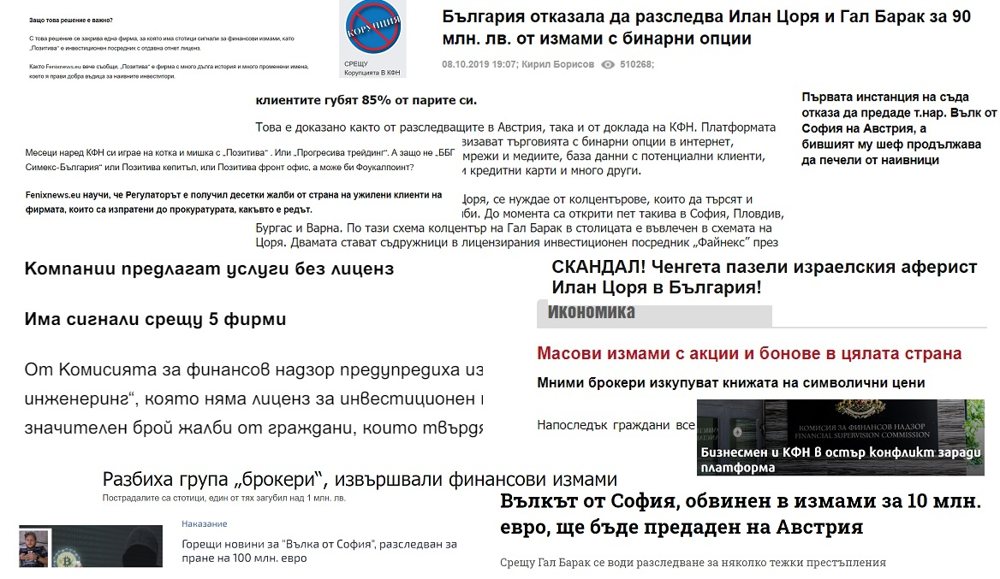 Защо това решение е важно?
С това решение се закрива една фирма, за която има стотици сигнали за финансови измами, като
„Позитива“ е инвестиционен посредник с отдавна отнет лиценз.
Както Fenixnews.eu вече съобщи, „Позитива“ е фирма с много дълга история и много променени имена,
което я прави добра въдица за наивните инвеститори.
КОРУПЦИЯ
СРЕЩУ
Корупцията В КФН
България отказала да разследва Илан Цоря и Гал Барак за 90
млн. лв. от измами с бинарни опции
08.10.2019 19:07; Кирил Борисов 510268;
клиентите губят 85% от парите си.
Това е доказано както от разследващите в Австрия, така и от доклада на КФН. Платформата
визават търговията с бинарни опции в интернет,
мрежи и медиите, база данни с потенциални клиенти,
и кредитни карти и много други.
Цоря, се нуждае от колцентърове, които да търсят и
би. До момента са открити пет такива в София, Пловдив,
Бургас и Варна. По тази схема колцентър на Гал Барак в столицата е въвлечен в схемата на
Цоря. Двамата стават съдружници в лицензирания инвестиционен посредник „Файнекс“ през
Първата инстанция на съда
отказа да предаде т.нар. Вълк от
София на Австрия, а
бившият му шеф продължава
да печели от наивници
Месеци наред КФН си играе на котка и мишка с „Позитива“ . Или „Прогресива трейдинг“. А защо не „ББГ
Симекс-България“ или Позитива кепитъл, или Позитива фронт офис, а може би Фоукалпоинт?
Fenixnews.eu научи, че Регулаторът е получил десетки жалби от страна на ужилени клиенти на
фирмата, които са изпратени до прокуратурата, какъвто е редът.
Компании предлагат услуги без лиценз
Има сигнали срещу 5 фирми
От Комисията за финансов надзор предупредиха из
инженеринг“, която няма лиценз за инвестиционен
значителен брой жалби от граждани, които твърдя
СКАНДАЛ! Ченгета пазели израелския аферист
Илан Цоря в България!
Икономика
Масови измами с акции и бонове в цялата страна
Мними брокери изкупуват книжата на символични цени
Напоследък граждани все
КОМИСИЯ ЗА ФИНАНСОВ НАДЗОР
FINANCIAL SUPERVISION COMMISSION
Бизнесмен и КФН в остър конфликт заради
платформа
Разбиха група „брокери“, извършвали финансови измами
Пострадалите са стотици, един от тях загубил над 1 млн. лв.
Наказание
Горещи новини за "Вълка от София", разследван за
пране на 100 млн. евро
Вълкът от София, обвинен в измами за 10 млн.
евро, ще бъде предаден на Австрия
Срещу Гал Барак се води разследване за няколко тежки престъпления